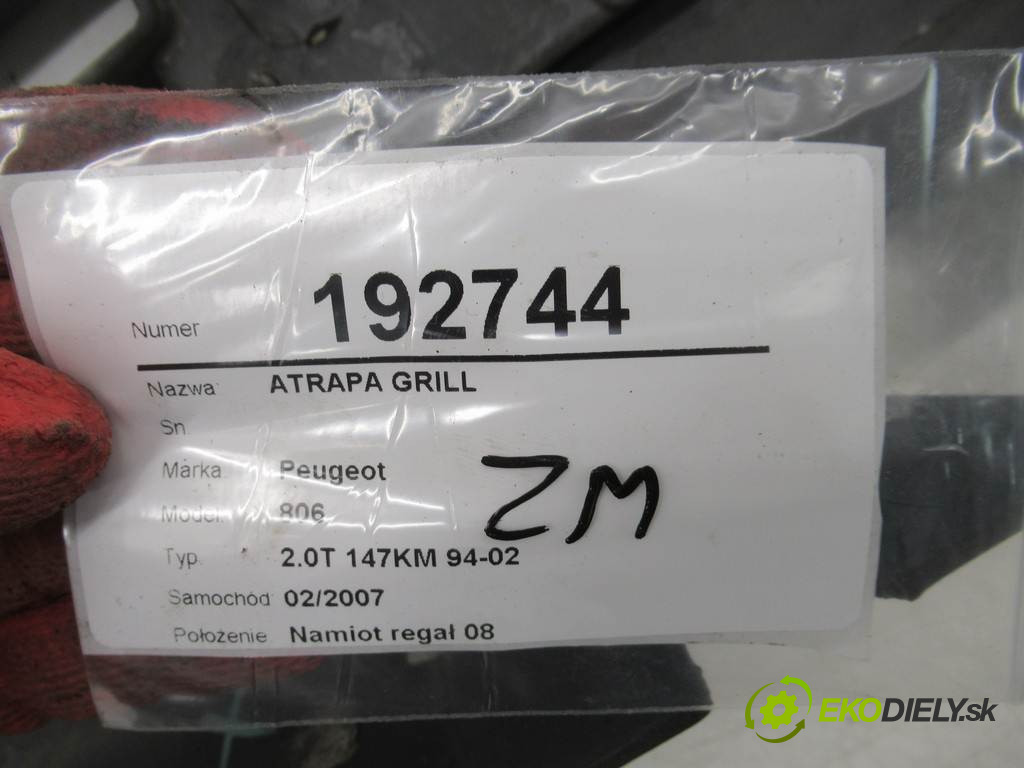 Numer 192744
Nazwa: ATRAPA GRILL
Sn
Marka: Peugeot
Model: 806
Typ: 2.0T 147KM 94-02
Samochód: 02/2007
Położenie: Namiot regał 08
ZM
EKODIELY.sk